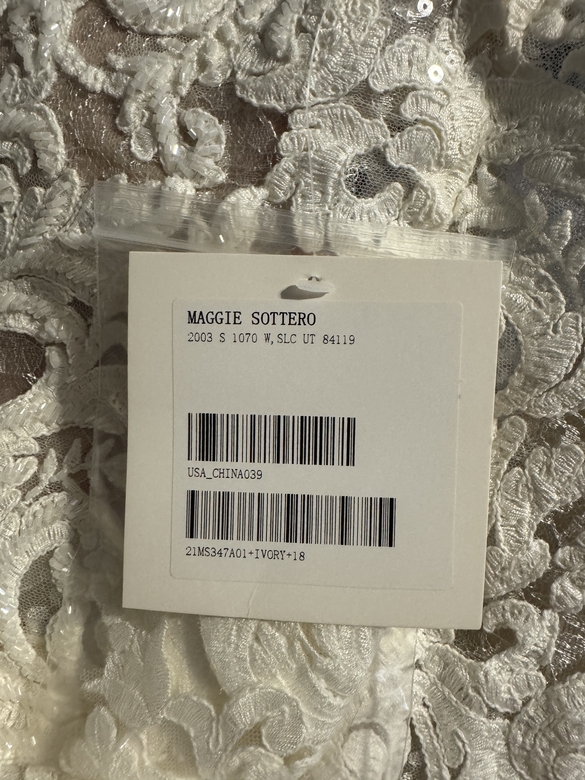 MAGGIE SOTTERO
2003 S 1070 W, SLC UT 84119
USA_CHINA039
21MS347A01+IVORY+18